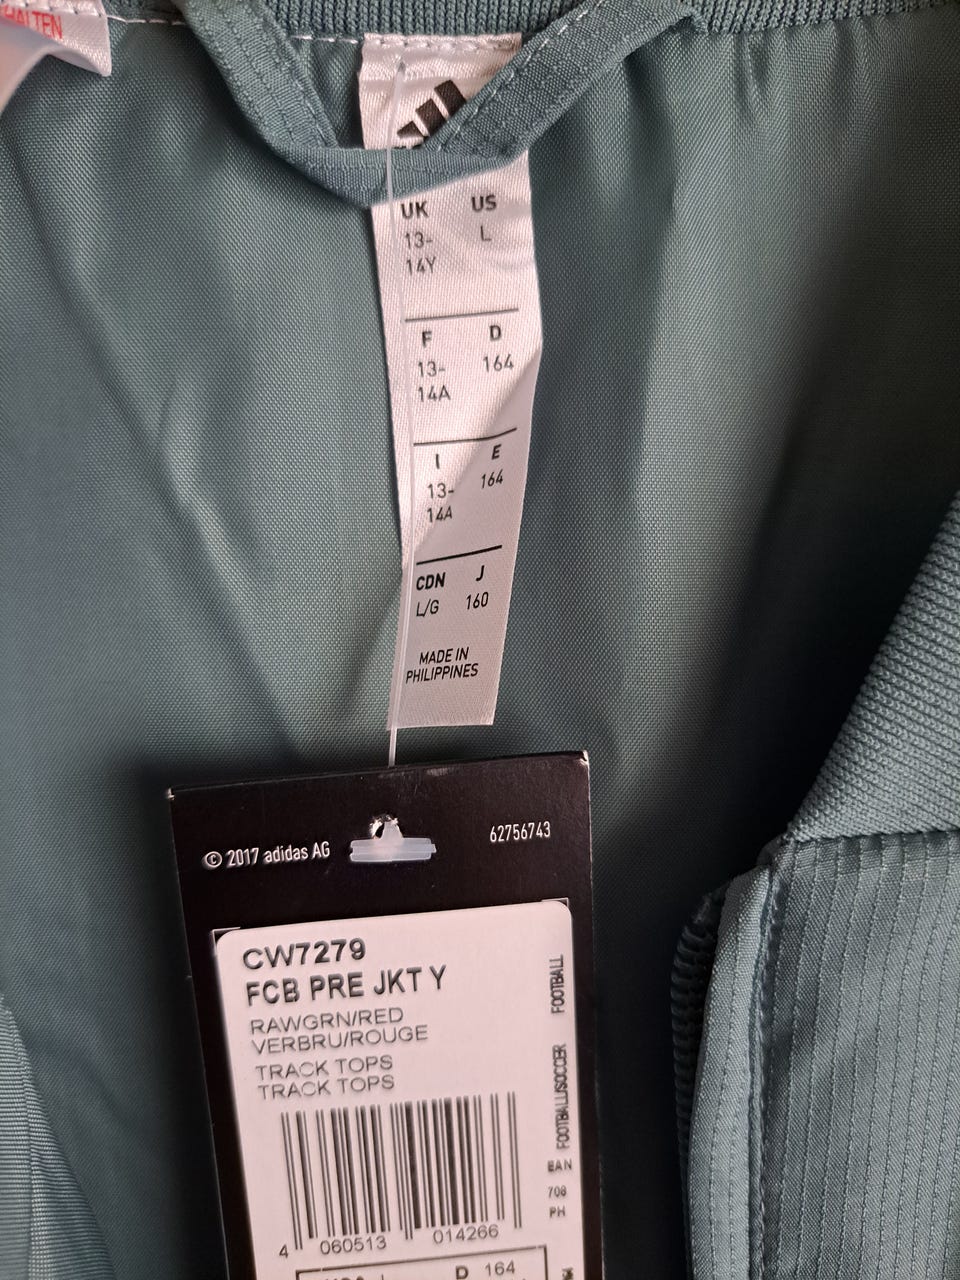 HALTEN
UK US
13-14Y L
F D
13-14A 164
I E
13-14A 164
CDN J
L/G 160
MADE IN
PHILIPPINES
© 2017 adidas AG
62756743
CW7279
FCB PRE JKT Y
RAWGRN/RED
VERBRU/ROUGE
TRACK TOPS
TRACK TOPS
FOOTBALL/SOCCER FOOTBALL
EAN
708
PH
4 060513 014266
D 164